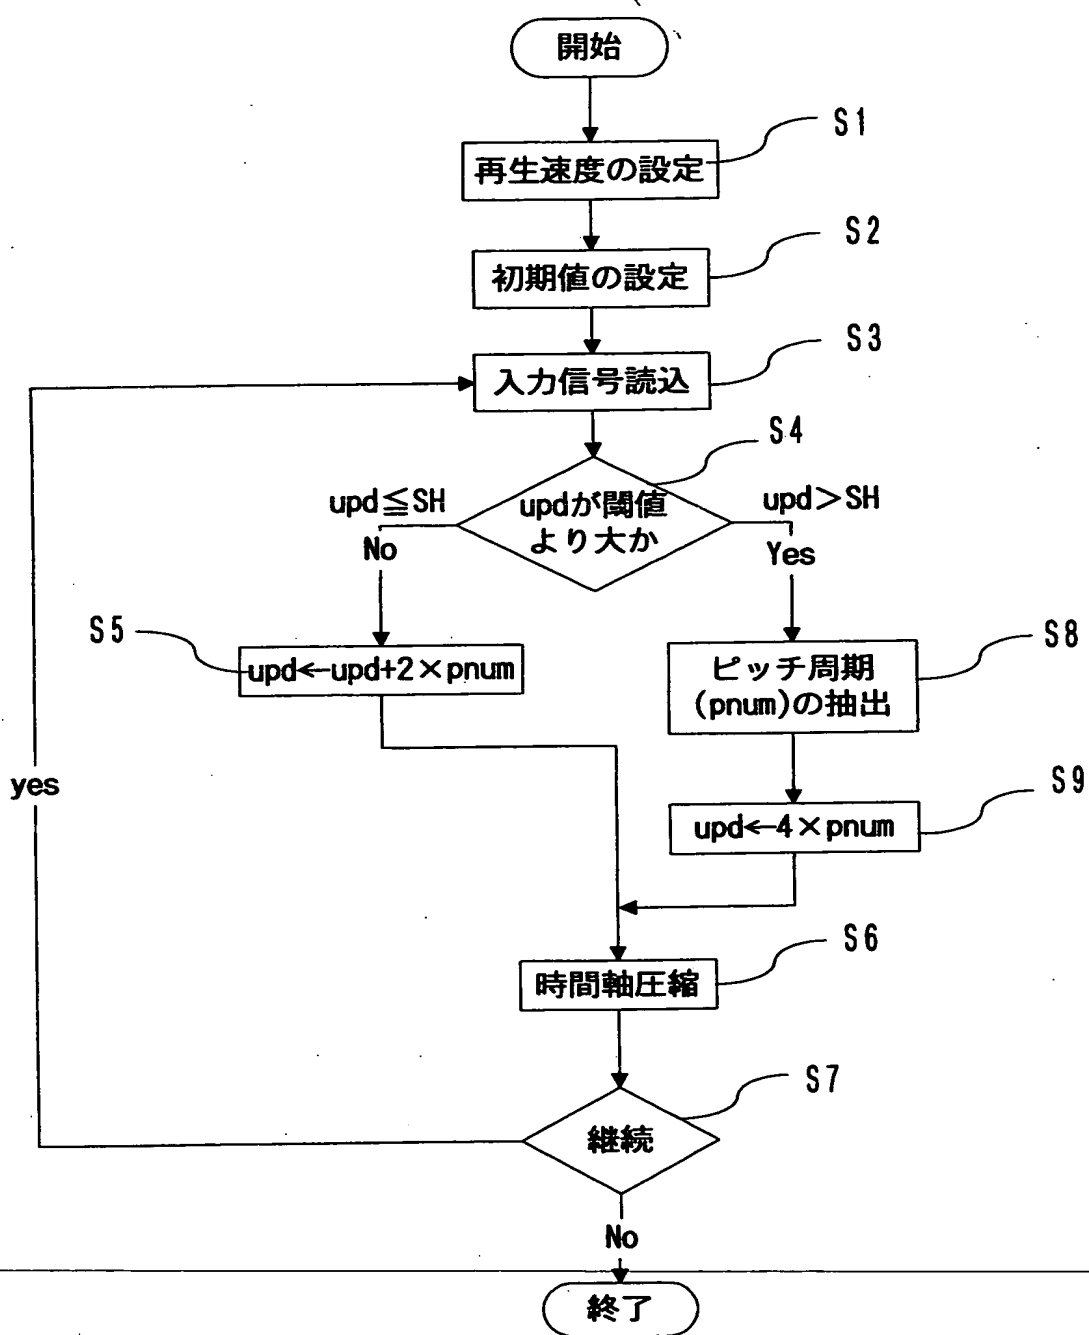 開始
S1
再生速度の設定
S2
初期値の設定
S3
入力信号読込
S4
upd≦SH
updが閾値
より大か
upd>SH
No
Yes
S5
upd←upd+2×pnum
S8
ピッチ周期
(pnum)の抽出
yes
S9
upd←4×pnum
S6
時間軸圧縮
S7
継続
No
終了